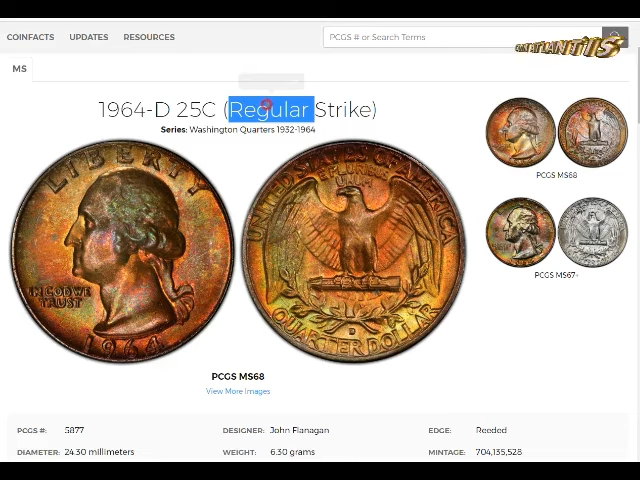 COINFACTS UPDATES RESOURCES PCGS # or Search Terms
ATLANTIS
MS
1964-D 25C (Regular Strike)
Series: Washington Quarters 1932-1964
LIBERTY
IN GOD WE
TRUST
1964
UNITED STATES OF AMERICA
E PLURIBUS
UNUM
D
QUARTER DOLLAR
PCGS MS68
PCGS MS67+
PCGS MS68
View More Images
PCGS #: 5877 DESIGNER: John Flanagan EDGE: Reeded
DIAMETER: 24.30 millimeters WEIGHT: 6.30 grams MINTAGE: 704,135,528